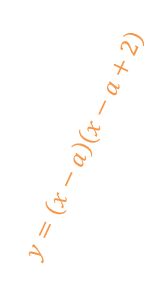 y = (x − a)(x − a + 2)